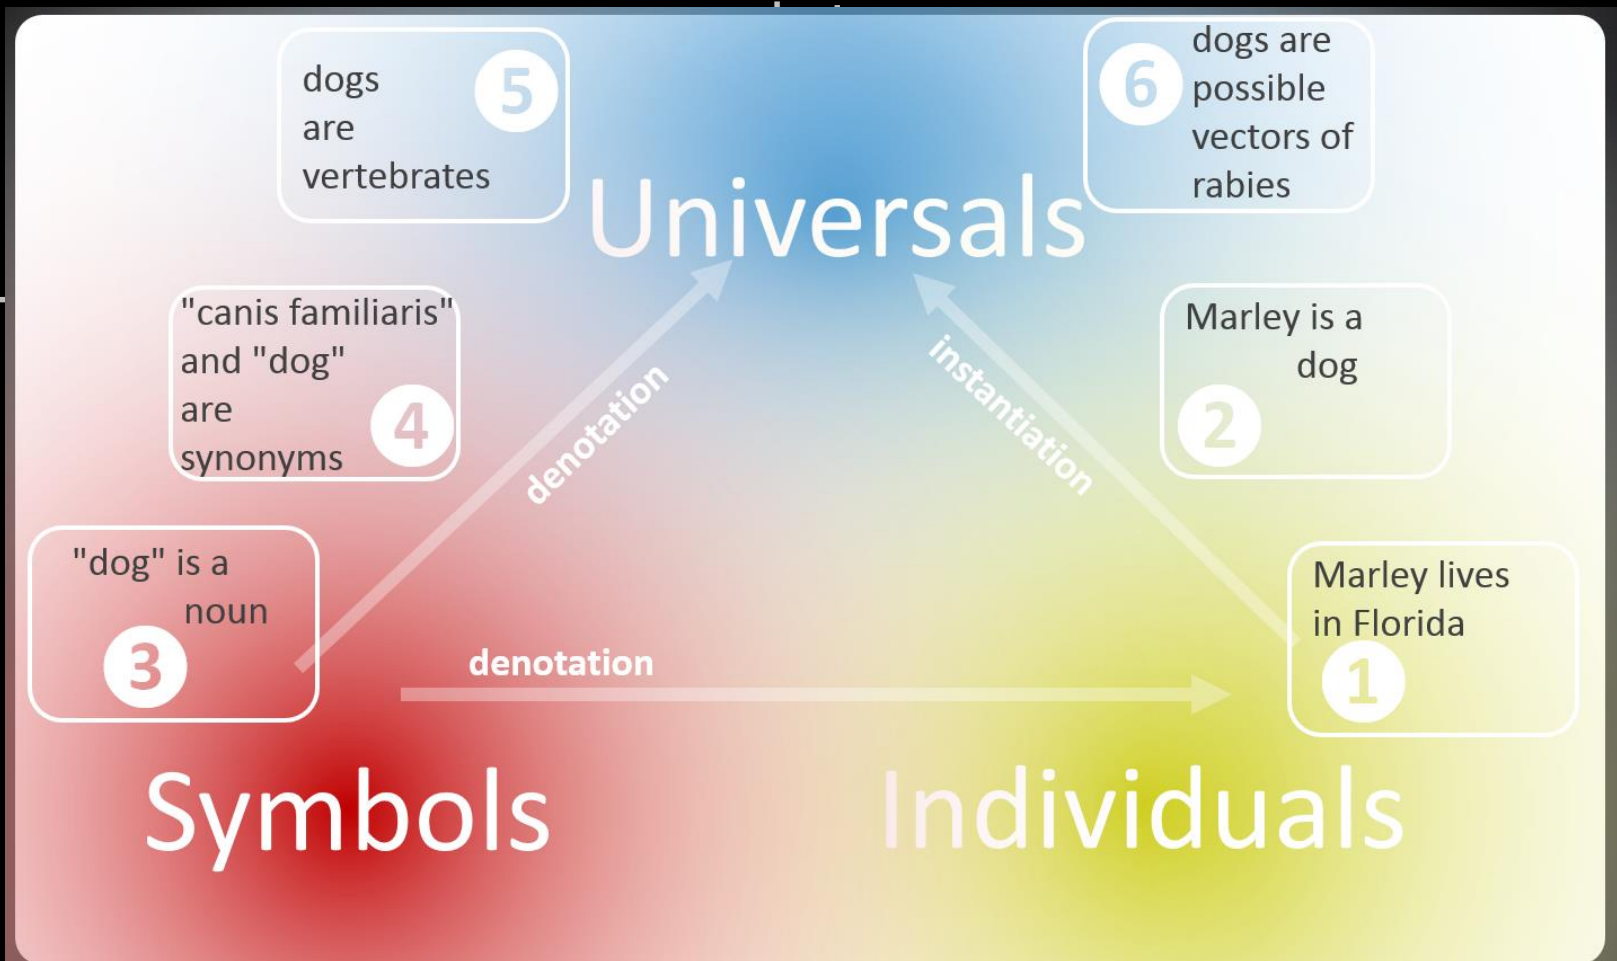 dogs
are
vertebrates
5
6
dogs are
possible
vectors of
rabies
Universals
"canis familiaris"
and "dog"
are
synonyms
4
denotation
instantiation
Marley is a
dog
2
"dog" is a
noun
3
denotation
Marley lives
in Florida
1
Symbols
Individuals